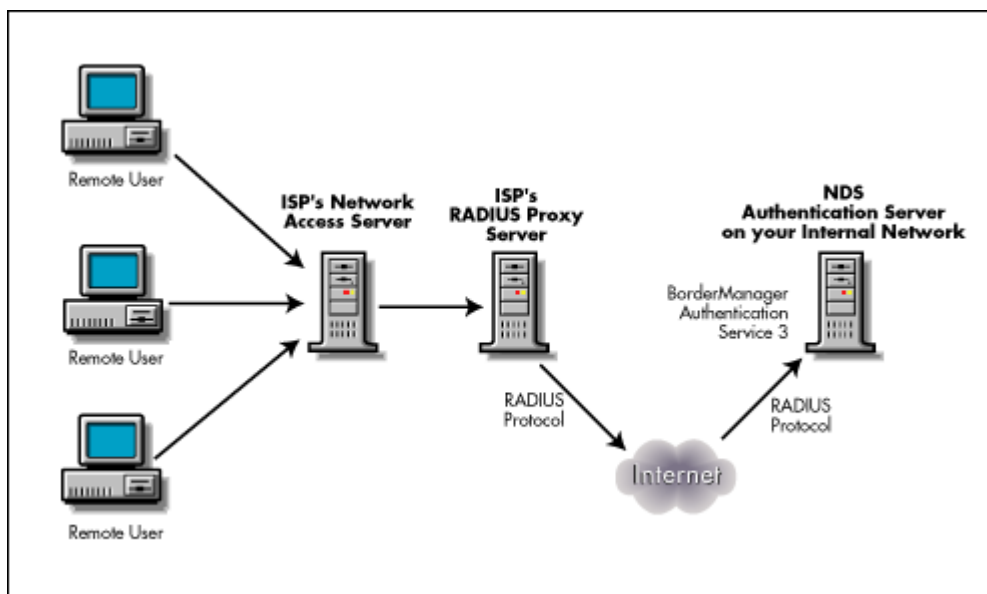 Remote User
ISP's Network
Access Server
ISP's
RADIUS Proxy
Server
NDS
Authentication Server
on your Internal Network
BorderManager
Authentication
Service 3
Remote User
RADIUS
Protocol
RADIUS
Protocol
Internet
Remote User